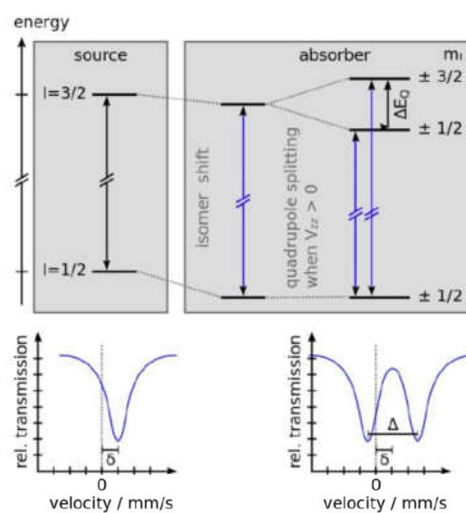 energy
source
absorber
mI
± 3/2
I=3/2
ΔEQ
± 1/2
isomer shift
quadrupole splitting
when Vzz > 0
I=1/2
± 1/2
rel. transmission
δ
0
velocity / mm/s
rel. transmission
Δ
δ
0
velocity / mm/s